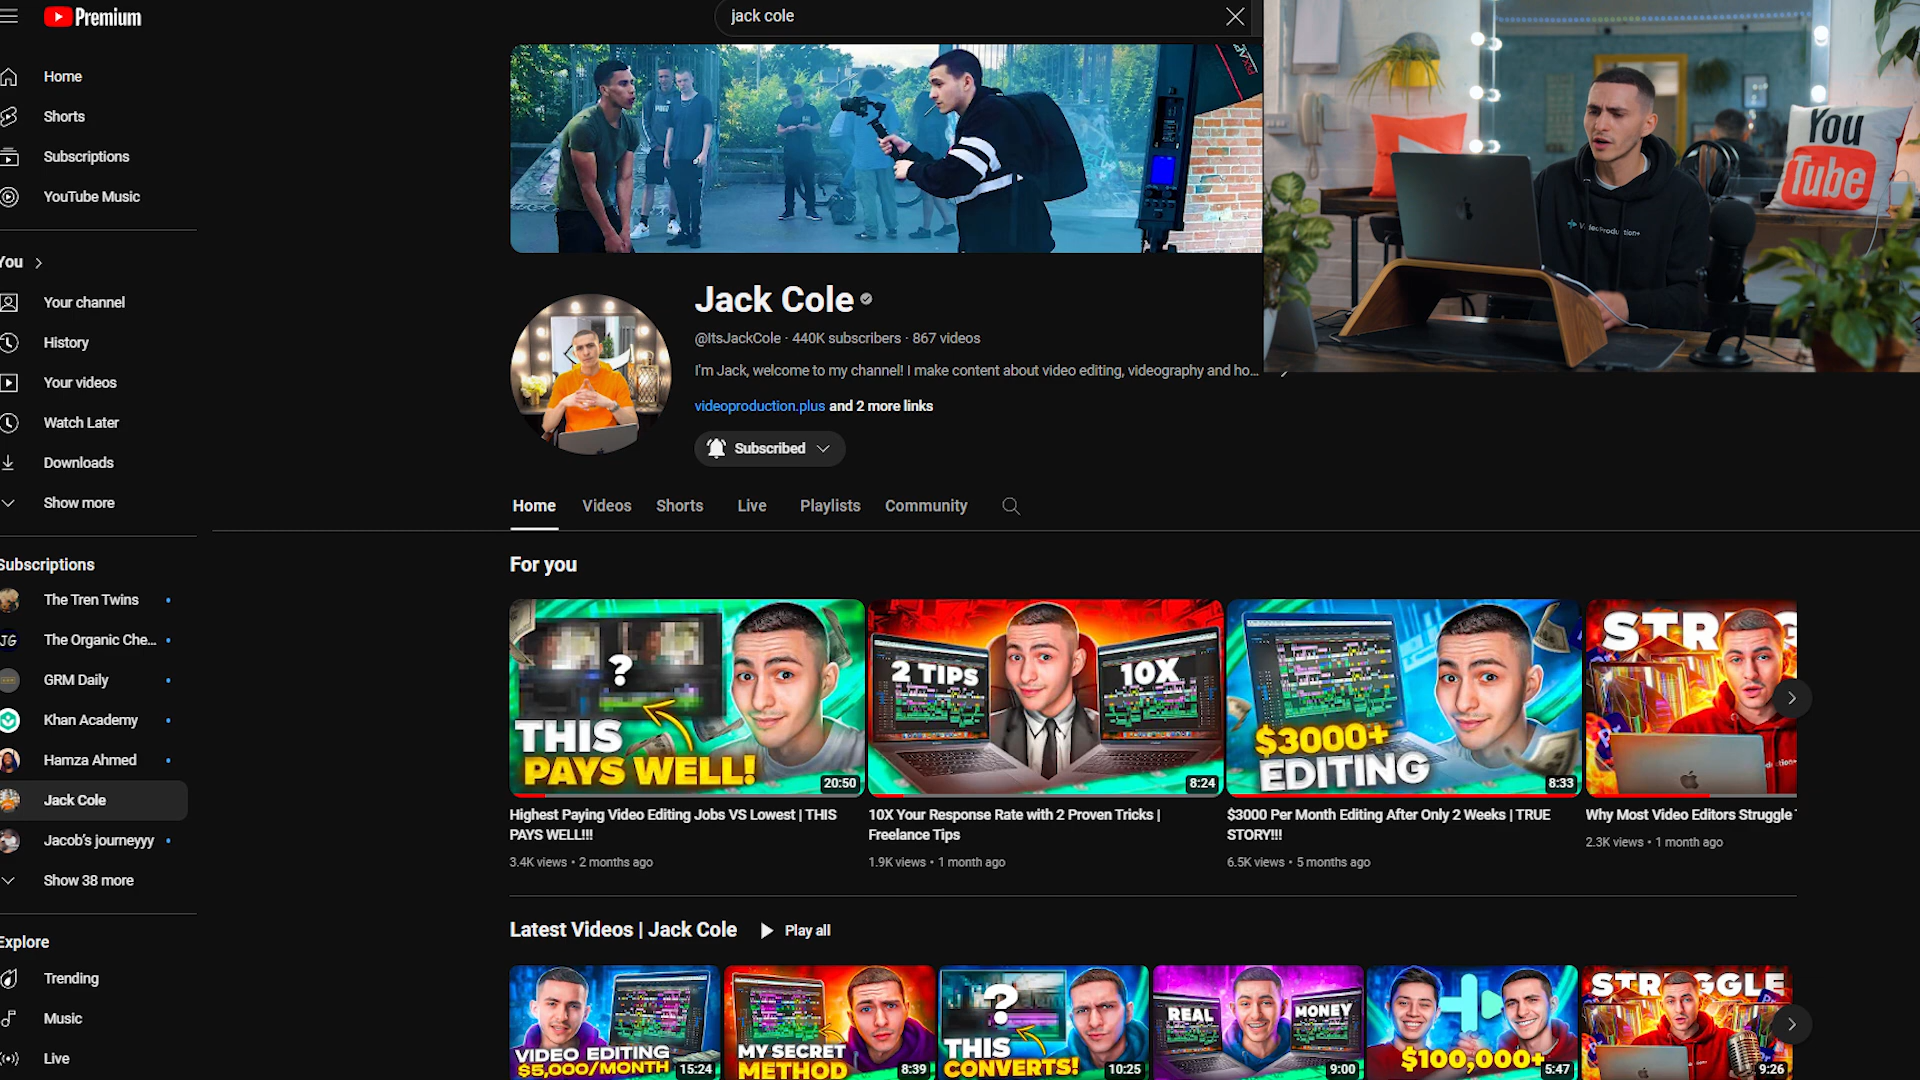 Premium
jack cole
Home
Shorts
Subscriptions
YouTube Music
You
Your channel
History
Your videos
Watch Later
Downloads
Show more
Subscriptions
The Tren Twins
The Organic Che...
GRM Daily
Khan Academy
Hamza Ahmed
Jack Cole
Jacob's journeyyy
Show 38 more
Explore
Trending
Music
Live
You
Tube
Jack Cole
@ItsJackCole · 440K subscribers · 867 videos
I'm Jack, welcome to my channel! I make content about video editing, videography and ho...
videoproduction.plus and 2 more links
Subscribed
Home Videos Shorts Live Playlists Community
For you
?
THIS
PAYS WELL!
20:50
Highest Paying Video Editing Jobs VS Lowest | THIS
PAYS WELL!!!
3.4K views • 2 months ago
2 TIPS
10X
8:24
10X Your Response Rate with 2 Proven Tricks |
Freelance Tips
1.9K views • 1 month ago
$3000+
EDITING
8:33
$3000 Per Month Editing After Only 2 Weeks | TRUE
STORY!!!
6.5K views • 5 months ago
Why Most Video Editors Struggle
2.3K views • 1 month ago
Latest Videos | Jack Cole
Play all
VIDEO EDITING
$5,000/MONTH
15:24
MY SECRET
METHOD
8:39
?
THIS
CONVERTS!
10:25
REAL
MONEY
9:00
$100,000+
5:47
9:26